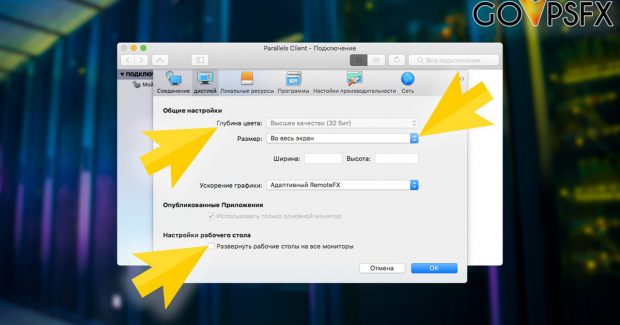 GOVPSFX
Parallels Client - Подключение
Все подключения
ПОДКЛЮЧ
Мой
Соединение дисплей Локальные ресурсы Программы Настойки производительности Сеть
Общие настройки
Глубина цвета: Высшее качество (32 бит)
Размер: Во весь экран
Ширина: Высота:
Ускорение графики: Адаптивный RemoteFX
Опубликованные Приложения
Использовать только основной монитор
Настройки рабочего стола
Развернуть рабочие столы на все мониторы
Отмена OK